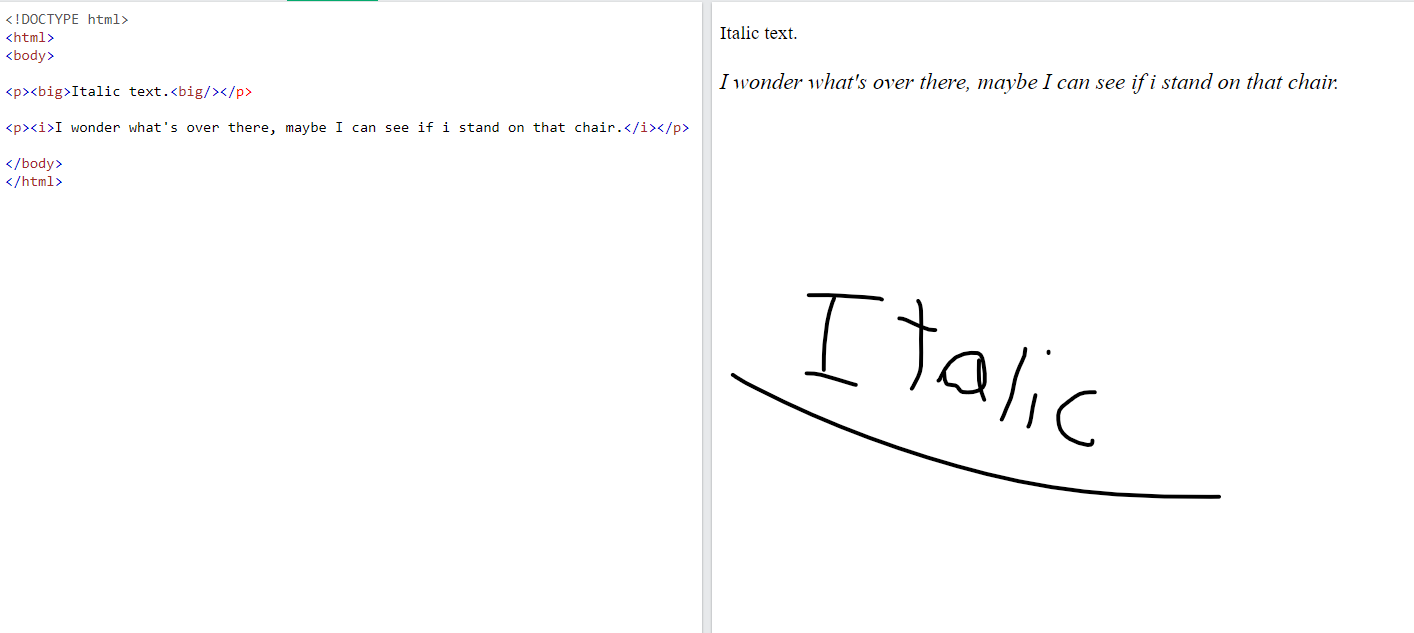 <!DOCTYPE html>
<html>
<body>
<p><big>Italic text.<big/></p>
<p><i>I wonder what's over there, maybe I can see if i stand on that chair.</i></p>
</body>
</html>
Italic text.
I wonder what's over there, maybe I can see if i stand on that chair.
Italic